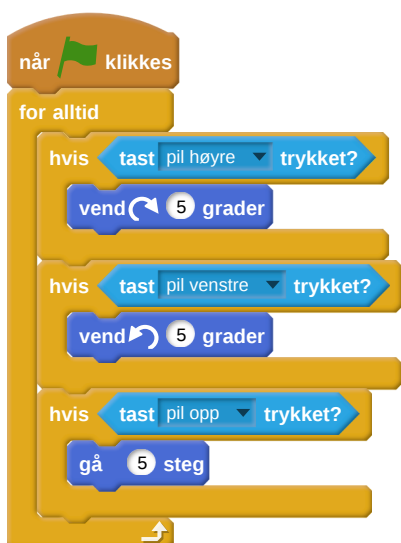 når klikkes
for alltid
hvis tast pil høyre trykket?
vend 5 grader
hvis tast pil venstre trykket?
vend 5 grader
hvis tast pil opp trykket?
gå 5 steg